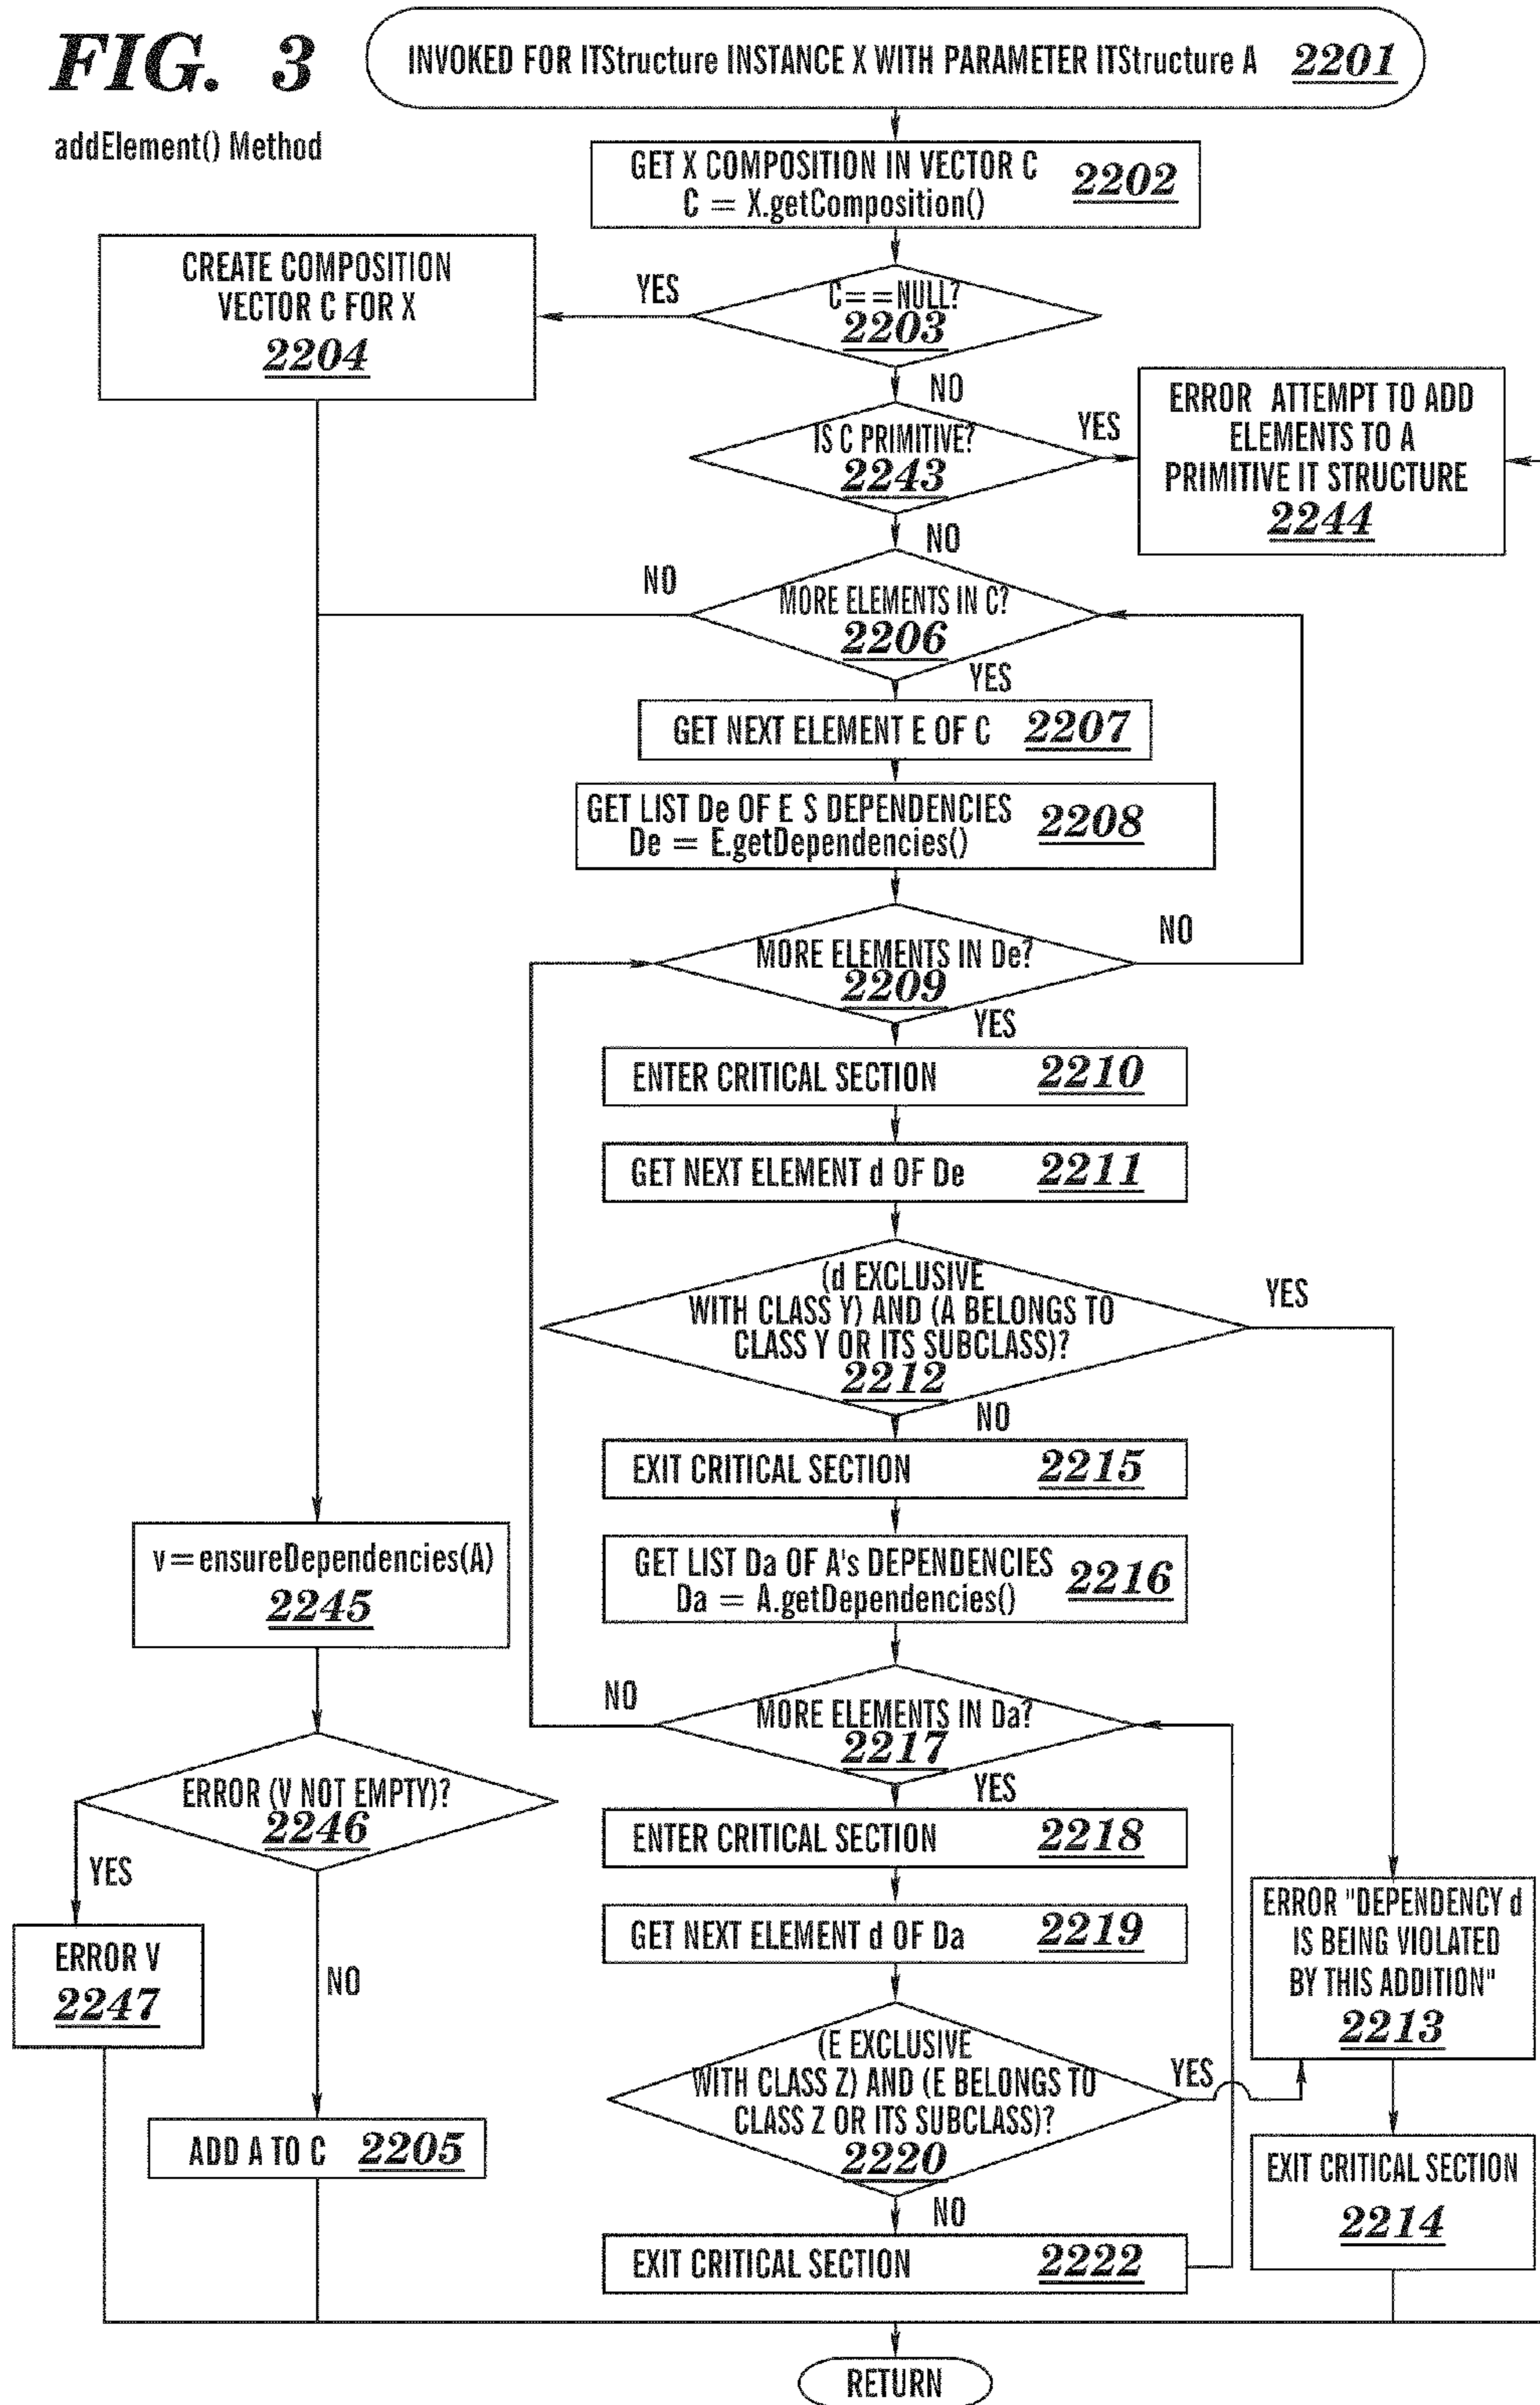 FIG. 3
addElement() Method
INVOKED FOR ITStructure INSTANCE X WITH PARAMETER ITStructure A 2201
GET X COMPOSITION IN VECTOR C
C = X.getComposition()
2202
CREATE COMPOSITION
VECTOR C FOR X
2204
YES
C==NULL?
2203
NO
IS C PRIMITIVE?
2243
YES
ERROR ATTEMPT TO ADD
ELEMENTS TO A
PRIMITIVE IT STRUCTURE
2244
NO
NO
MORE ELEMENTS IN C?
2206
YES
GET NEXT ELEMENT E OF C 2207
GET LIST De OF E S DEPENDENCIES
De = E.getDependencies()
2208
MORE ELEMENTS IN De?
2209
NO
YES
ENTER CRITICAL SECTION 2210
GET NEXT ELEMENT d OF De 2211
(d EXCLUSIVE
WITH CLASS Y) AND (A BELONGS TO
CLASS Y OR ITS SUBCLASS)?
2212
YES
NO
EXIT CRITICAL SECTION 2215
v=ensureDependencies(A)
2245
GET LIST Da OF A's DEPENDENCIES
Da = A.getDependencies()
2216
NO
MORE ELEMENTS IN Da?
2217
YES
ERROR (V NOT EMPTY)?
2246
YES
NO
ENTER CRITICAL SECTION 2218
GET NEXT ELEMENT d OF Da 2219
ERROR "DEPENDENCY d
IS BEING VIOLATED
BY THIS ADDITION"
2213
ERROR V
2247
(E EXCLUSIVE
WITH CLASS Z) AND (E BELONGS TO
CLASS Z OR ITS SUBCLASS)?
2220
YES
NO
ADD A TO C 2205
EXIT CRITICAL SECTION
2214
EXIT CRITICAL SECTION 2222
RETURN